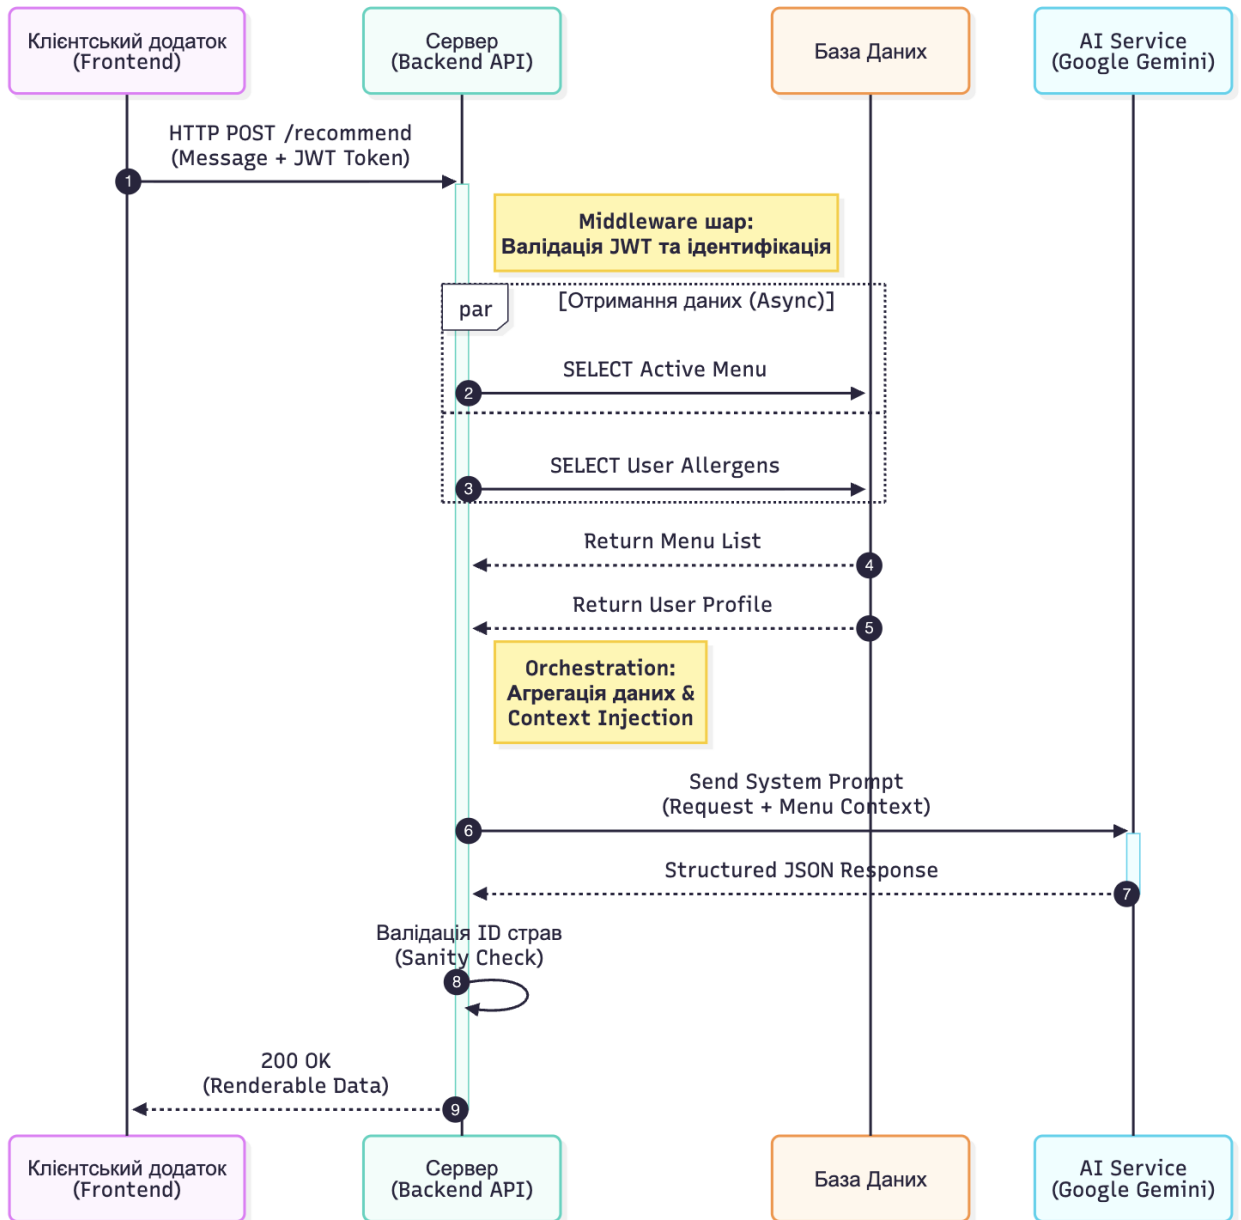 Клієнтський додаток
(Frontend)
Сервер
(Backend API)
База Даних
AI Service
(Google Gemini)
HTTP POST /recommend
(Message + JWT Token)
1
Middleware шар:
Валідація JWT та ідентифікація
par
[Отримання даних (Async)]
SELECT Active Menu
2
SELECT User Allergens
3
Return Menu List
4
Return User Profile
5
Orchestration:
Агрегація даних &
Context Injection
Send System Prompt
(Request + Menu Context)
6
Structured JSON Response
7
Валідація ID страв
(Sanity Check)
8
200 OK
(Renderable Data)
9
Клієнтський додаток
(Frontend)
Сервер
(Backend API)
База Даних
AI Service
(Google Gemini)